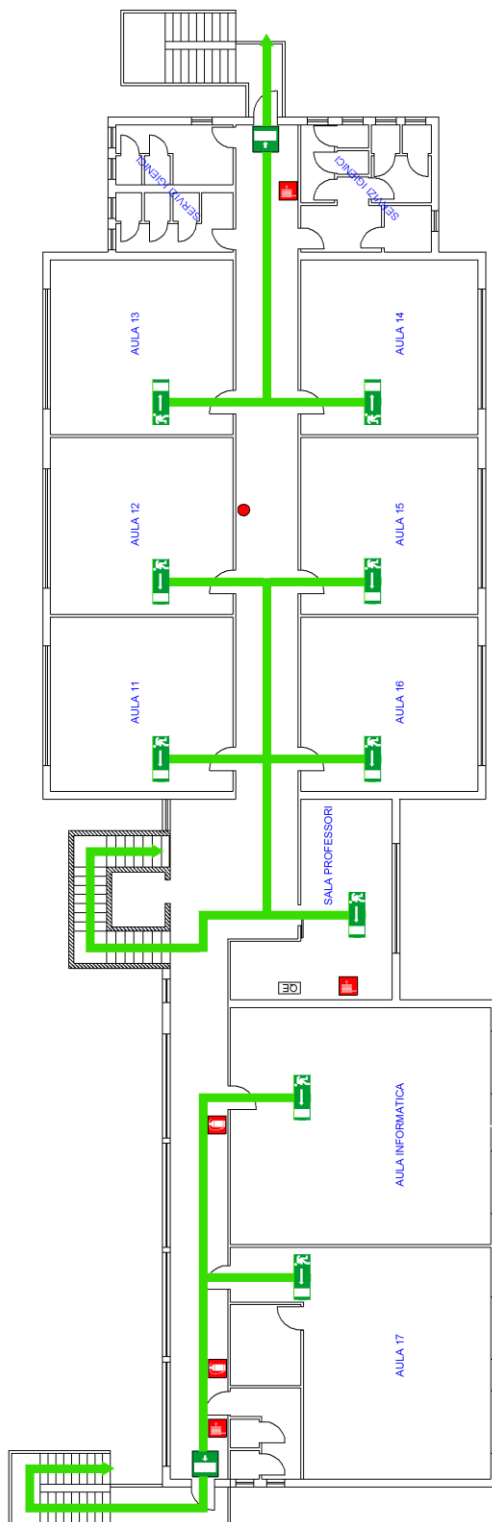 SERVIZI IGIENICI
SERVIZI IGIENICI
AULA 13
AULA 14
AULA 12
AULA 15
AULA 11
AULA 16
SALA PROFESSORI
QE
AULA INFORMATICA
AULA 17